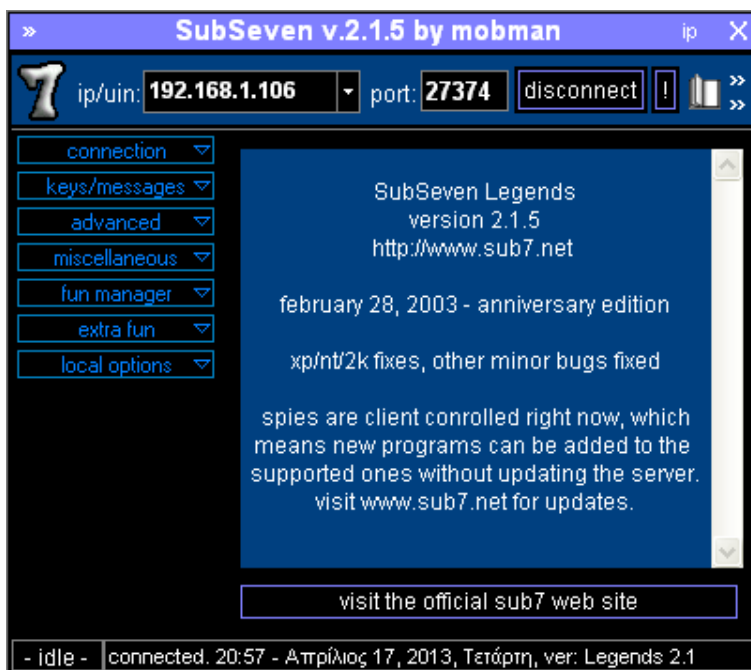 » SubSeven v.2.1.5 by mobman ip X
7 ip/uin: 192.168.1.106 port: 27374 disconnect ! »
»
connection
keys/messages
advanced
miscellaneous
fun manager
extra fun
local options
SubSeven Legends
version 2.1.5
http://www.sub7.net
february 28, 2003 - anniversary edition
xp/nt/2k fixes, other minor bugs fixed
spies are client conrolled right now, which
means new programs can be added to the
supported ones without updating the server.
visit www.sub7.net for updates.
visit the official sub7 web site
- idle - connected. 20:57 - Απρίλιος 17, 2013, Τετάρτη, ver: Legends 2.1